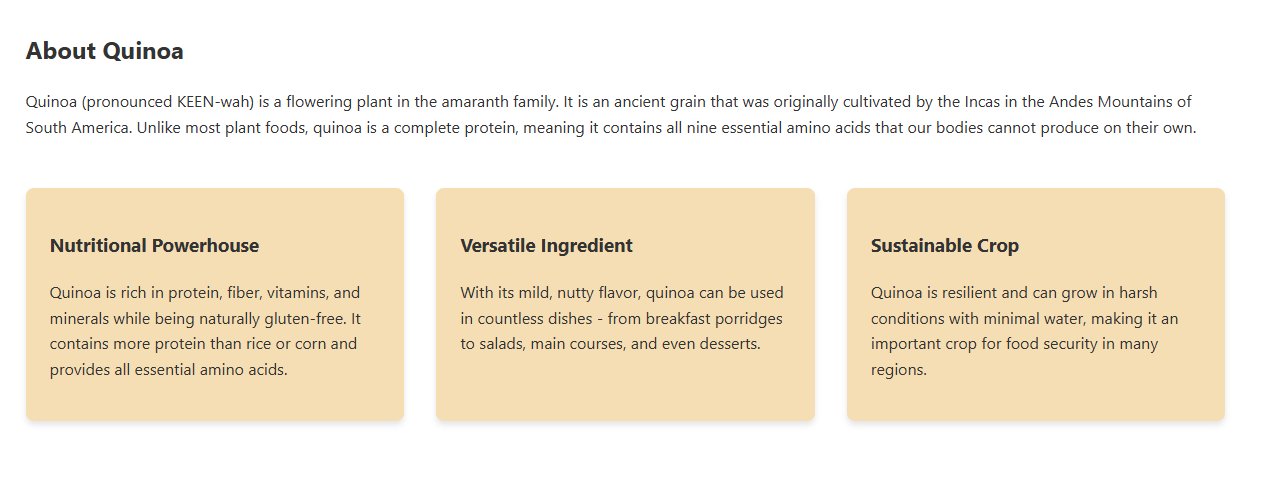 About Quinoa
Quinoa (pronounced KEEN-wah) is a flowering plant in the amaranth family. It is an ancient grain that was originally cultivated by the Incas in the Andes Mountains of
South America. Unlike most plant foods, quinoa is a complete protein, meaning it contains all nine essential amino acids that our bodies cannot produce on their own.
Nutritional Powerhouse
Quinoa is rich in protein, fiber, vitamins, and
minerals while being naturally gluten-free. It
contains more protein than rice or corn and
provides all essential amino acids.
Versatile Ingredient
With its mild, nutty flavor, quinoa can be used
in countless dishes - from breakfast porridges
to salads, main courses, and even desserts.
Sustainable Crop
Quinoa is resilient and can grow in harsh
conditions with minimal water, making it an
important crop for food security in many
regions.